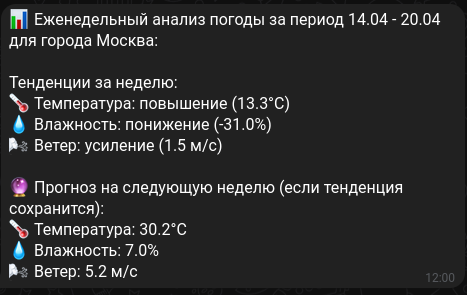 📊 Еженедельный анализ погоды за период 14.04 - 20.04
для города Москва:
Тенденции за неделю:
🌡️ Температура: повышение (13.3°C)
💧 Влажность: понижение (-31.0%)
🌬️ Ветер: усиление (1.5 м/с)
🔮 Прогноз на следующую неделю (если тенденция
сохранится):
🌡️ Температура: 30.2°C
💧 Влажность: 7.0%
🌬️ Ветер: 5.2 м/с
12:00